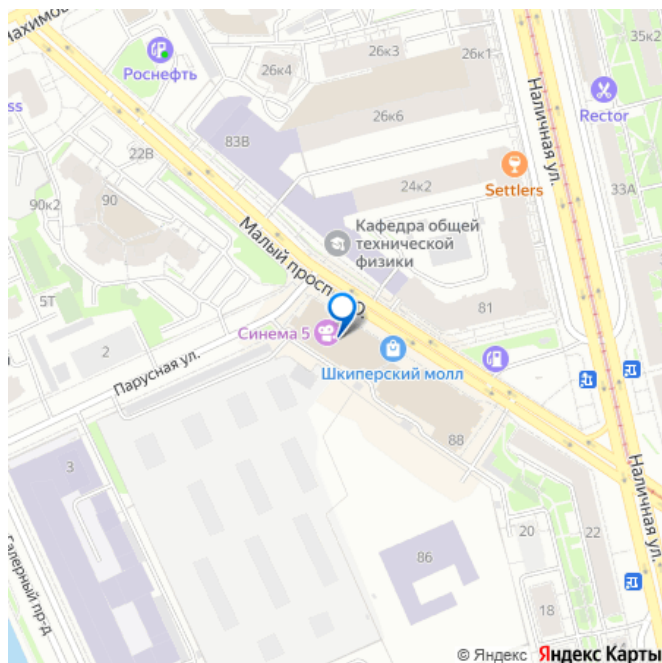 Нахимов
Роснефть
26к3
26к1
35к2
26к4
ss
26к6
83В
Наличная ул.
Rector
22В
24к2
Settlers
33А
90к2
90
Малый просп. В.О.
Кафедра общей
технической
физики
5Т
81
Синема 5
2
Парусная ул.
Шкиперский молл
88
3
Наличная ул.
20
22
86
Галерный пр-д
18
© Яндекс Яндекс Карты